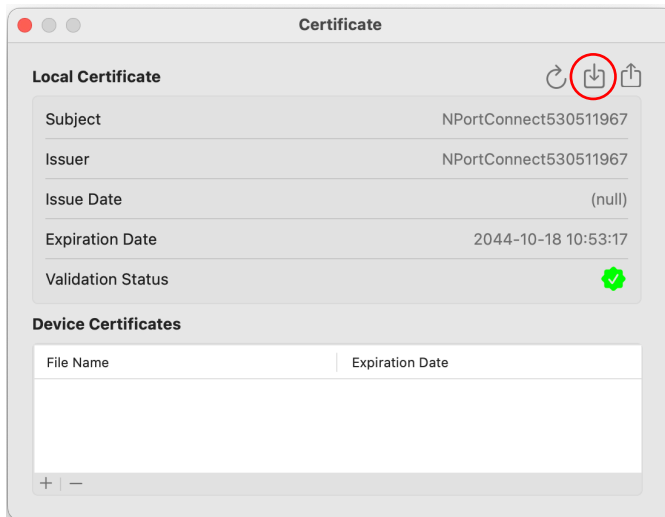 Certificate
Local Certificate
Subject NPortConnect530511967
Issuer NPortConnect530511967
Issue Date (null)
Expiration Date 2044-10-18 10:53:17
Validation Status
Device Certificates
File Name Expiration Date